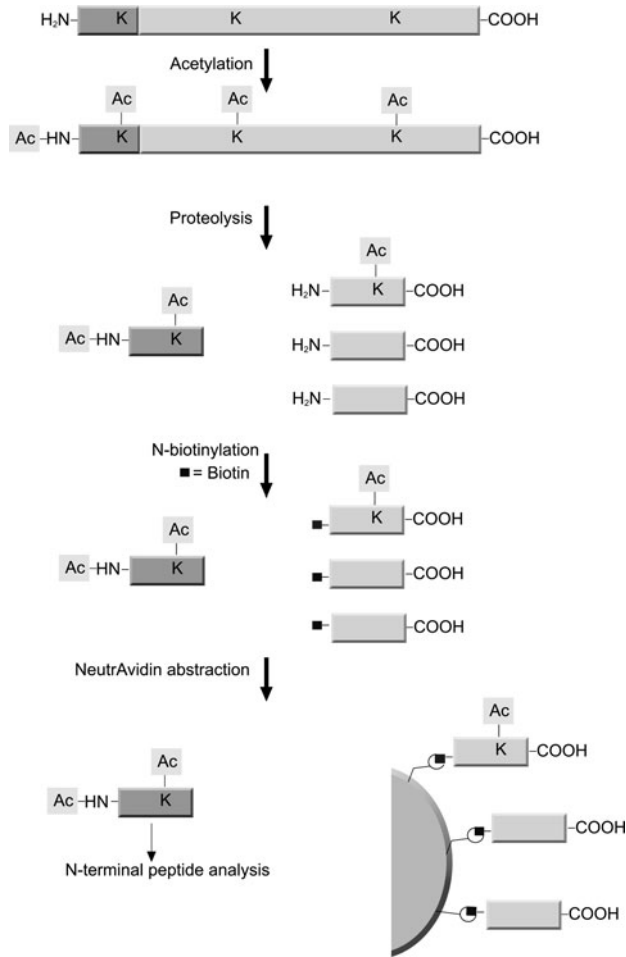 H₂N K K K COOH
Acetylation
Ac Ac Ac
Ac HN K K K COOH
Proteolysis
Ac
H₂N K COOH
Ac
Ac HN K
H₂N COOH
H₂N COOH
N-biotinylation
■ = Biotin
Ac
K COOH
Ac
Ac HN K
COOH
COOH
NeutrAvidin abstraction
Ac
K COOH
Ac
Ac HN K
COOH
N-terminal peptide analysis
COOH